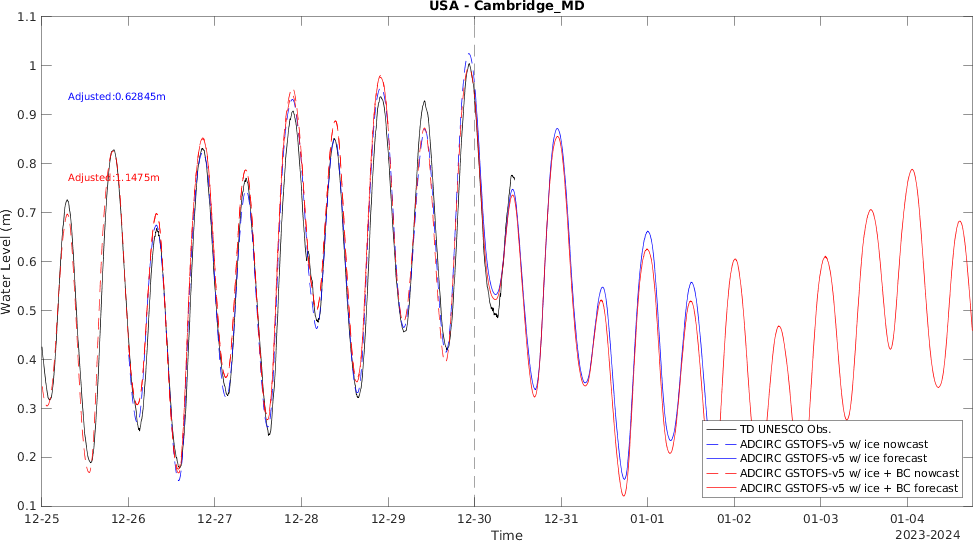 USA - Cambridge_MD
1.1
1
0.9
0.8
0.7
0.6
0.5
0.4
0.3
0.2
0.1
Water Level (m)
Adjusted:0.62845m
Adjusted:1.1475m
TD UNESCO Obs.
ADCIRC GSTOFS-v5 w/ ice nowcast
ADCIRC GSTOFS-v5 w/ ice forecast
ADCIRC GSTOFS-v5 w/ ice + BC nowcast
ADCIRC GSTOFS-v5 w/ ice + BC forecast
12-25 12-26 12-27 12-28 12-29 12-30 12-31 01-01 01-02 01-03 01-04
Time
2023-2024